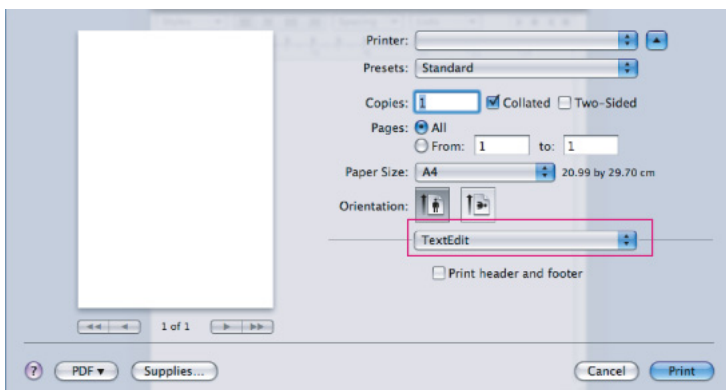 Printer:
Presets: Standard
Copies: 1 Collated Two-Sided
Pages: All
From: 1 to: 1
Paper Size: A4 20.99 by 29.70 cm
Orientation:
TextEdit
Print header and footer
1 of 1
? PDF Supplies... Cancel Print